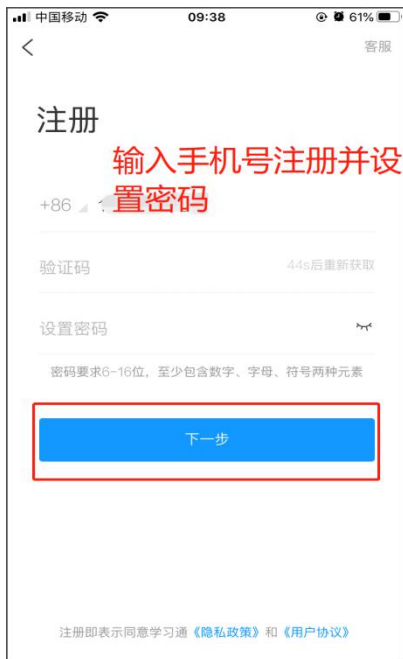 中国移动 09:38 61%
客服
注册
输入手机号注册并设
置密码
+86
验证码 44s后重新获取
设置密码
密码要求6-16位，至少包含数字、字母、符号两种元素
下一步
注册即表示同意学习通《隐私政策》和《用户协议》